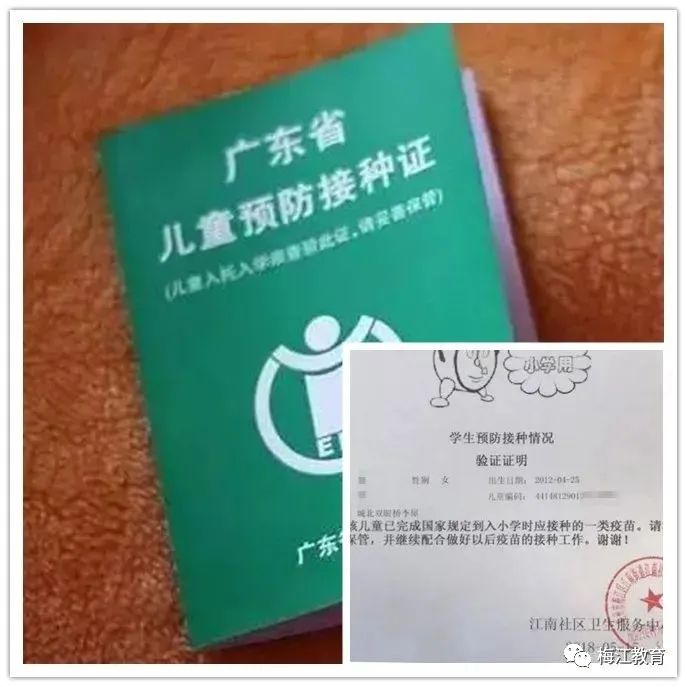 广东省
儿童预防接种证
(儿童入托入学需查验此证,请妥善保管)
广东省
小学用
学生预防接种情况
验证证明
性别 女 出生日期: 2012-04-25
儿童编码: 4414812901
城北双眼桥李屋
该儿童已完成国家规定到入小学时应接种的一类疫苗。请
保管,并继续配合做好以后疫苗的接种工作。谢谢!
江南社区卫生服务中
梅江教育